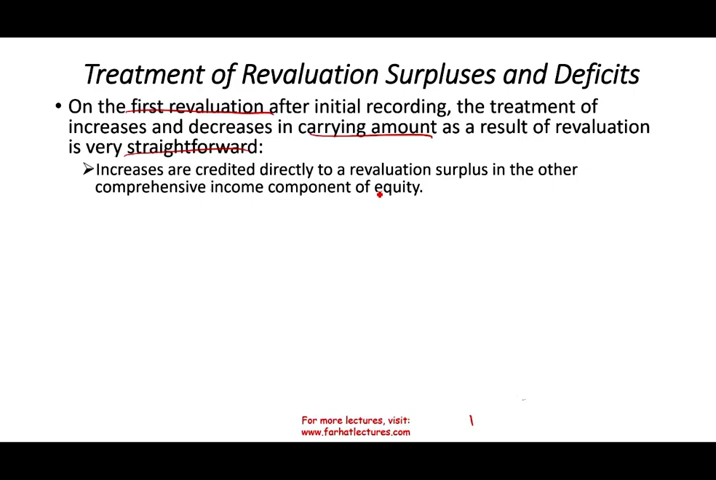 Treatment of Revaluation Surpluses and Deficits
• On the first revaluation after initial recording, the treatment of
increases and decreases in carrying amount as a result of revaluation
is very straightforward:
➢Increases are credited directly to a revaluation surplus in the other
comprehensive income component of equity.
For more lectures, visit:
www.farhatlectures.com